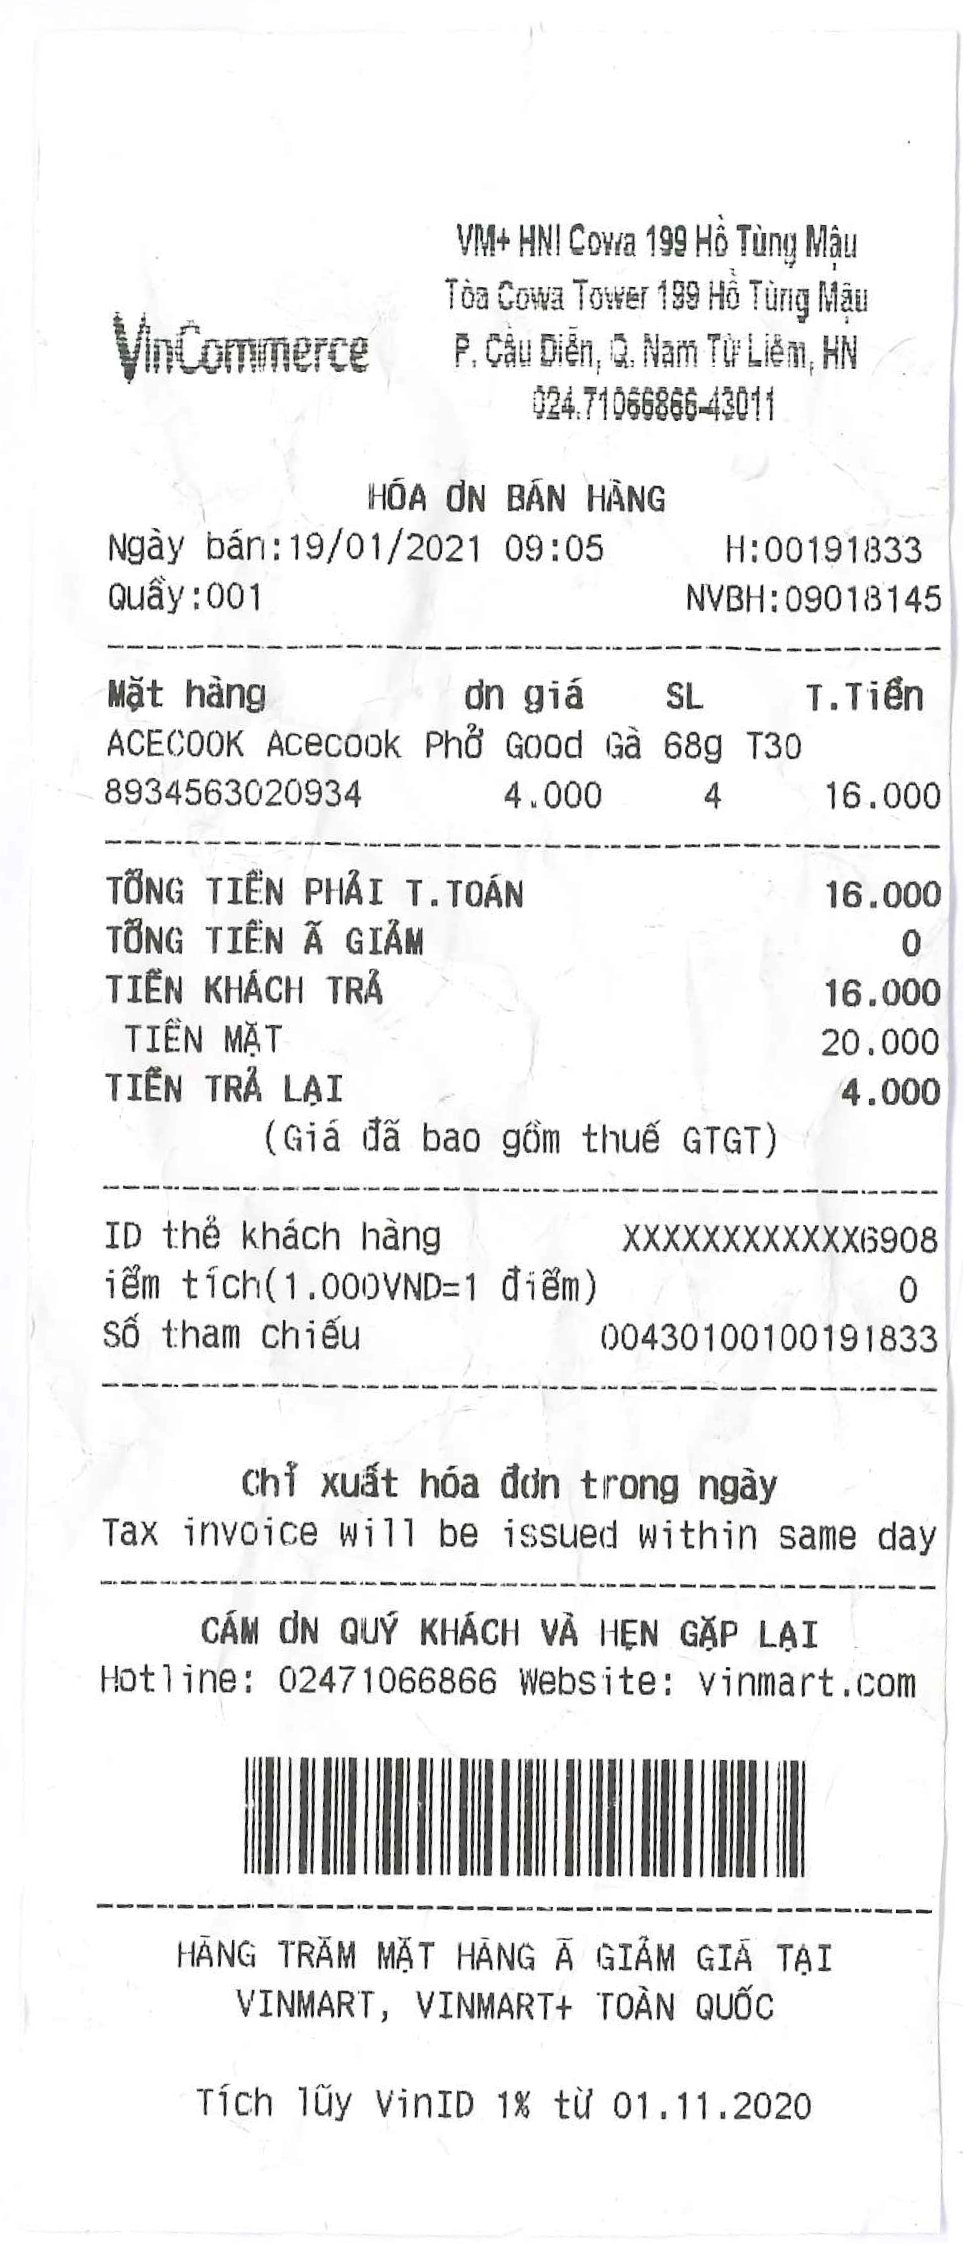 VM+ HNI Cowa 199 Hồ Tùng Mậu
Tòa Cowa Tower 199 Hồ Tùng Mậu
VinCommerce P. Cầu Diễn, Q. Nam Từ Liêm, HN
024.71066866-43011
HÓA ƠN BÁN HÀNG
Ngày bán:19/01/2021 09:05 H:00191833
Quầy:001 NVBH:09018145
Mặt hàng ơn giá SL T.Tiền
ACECOOK Acecook Phở Good Gà 68g T30
8934563020934 4.000 4 16.000
TỔNG TIỀN PHẢI T.TOÁN 16.000
TỔNG TIỀN Ã GIẢM 0
TIỀN KHÁCH TRẢ 16.000
TIỀN MẶT 20.000
TIỀN TRẢ LẠI 4.000
(Giá đã bao gồm thuế GTGT)
ID thẻ khách hàng XXXXXXXXXXXX6908
iểm tích(1.000VND=1 điểm) 0
Số tham chiếu 00430100100191833
Chỉ xuất hóa đơn trong ngày
Tax invoice will be issued within same day
CÁM ƠN QUÝ KHÁCH VÀ HẸN GẶP LẠI
Hotline: 02471066866 Website: vinmart.com
HÀNG TRĂM MẶT HÀNG Ã GIẢM GIÁ TẠI
VINMART, VINMART+ TOÀN QUỐC
Tích lũy VinID 1% từ 01.11.2020